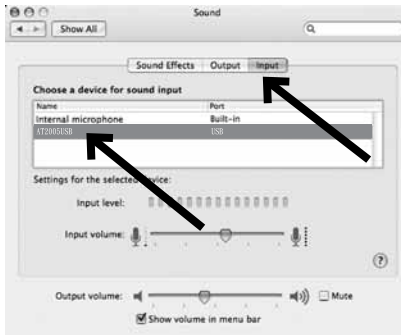 Sound
Show All
Sound Effects Output Input
Choose a device for sound input
Name Port
Internal microphone Built-in
AT2005USB USB
Settings for the selected device:
Input level:
Input volume:
?
Output volume: Mute
Show volume in menu bar